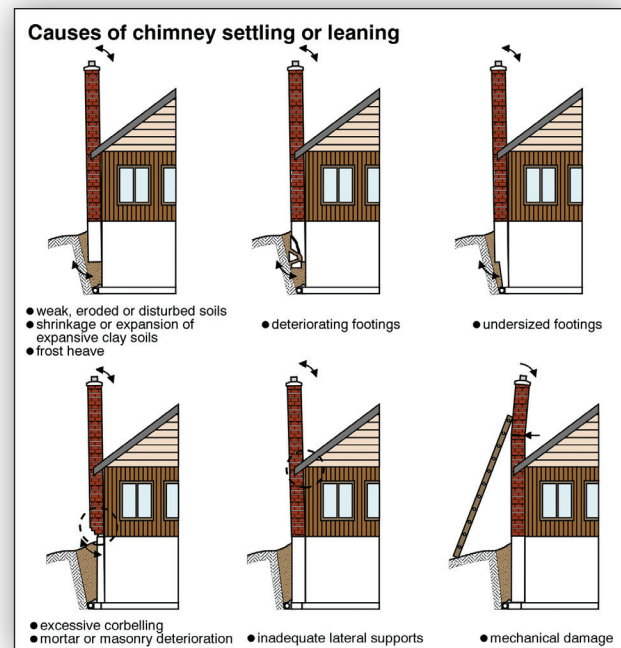 Causes of chimney settling or leaning
● weak, eroded or disturbed soils
● shrinkage or expansion of
expansive clay soils
● frost heave
● deteriorating footings
● undersized footings
● excessive corbelling
● mortar or masonry deterioration
● inadequate lateral supports
● mechanical damage